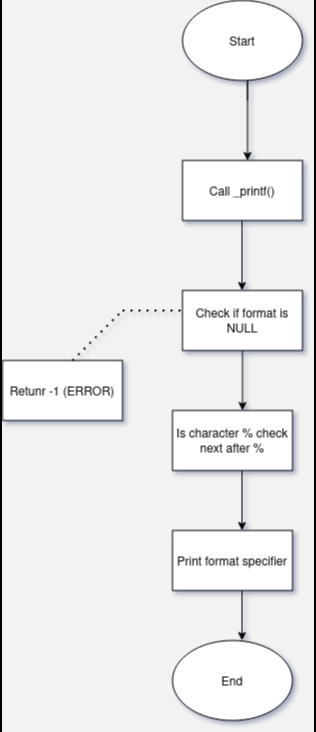 Start
Call _printf()
Check if format is
NULL
Retunr -1 (ERROR)
Is character % check
next after %
Print format specifier
End